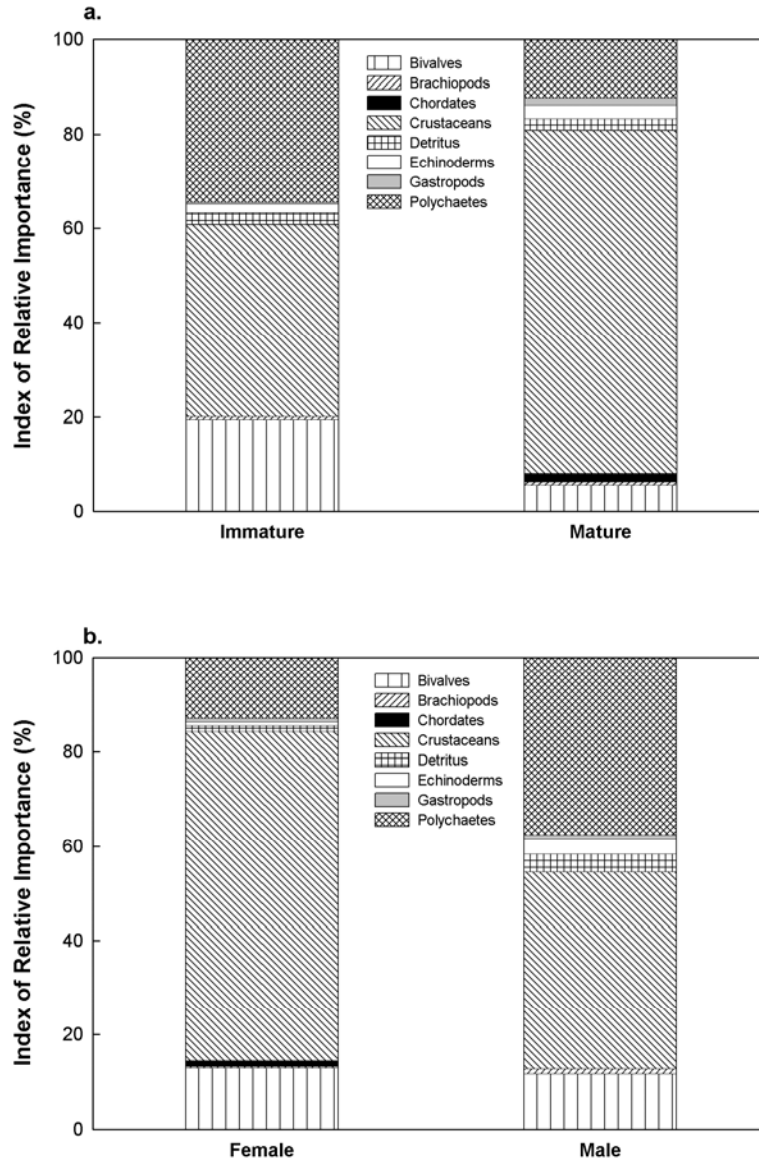 a.
100
80
60
40
20
0
Index of Relative Importance (%)
Bivalves
Brachiopods
Chordates
Crustaceans
Detritus
Echinoderms
Gastropods
Polychaetes
Immature Mature
b.
100
80
60
40
20
0
Index of Relative Importance (%)
Bivalves
Brachiopods
Chordates
Crustaceans
Detritus
Echinoderms
Gastropods
Polychaetes
Female Male